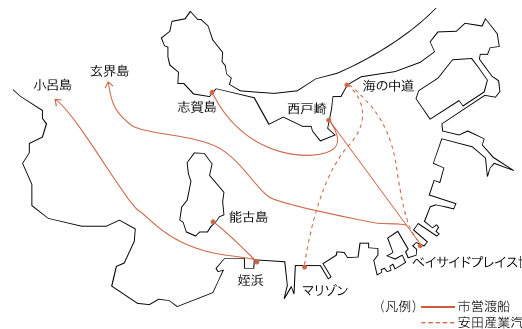 玄界島
小呂島
海の中道
志賀島
西戸崎
能古島
ベイサイドプレイス
姪浜
マリゾン
（凡例）
市営渡船
安田産業汽